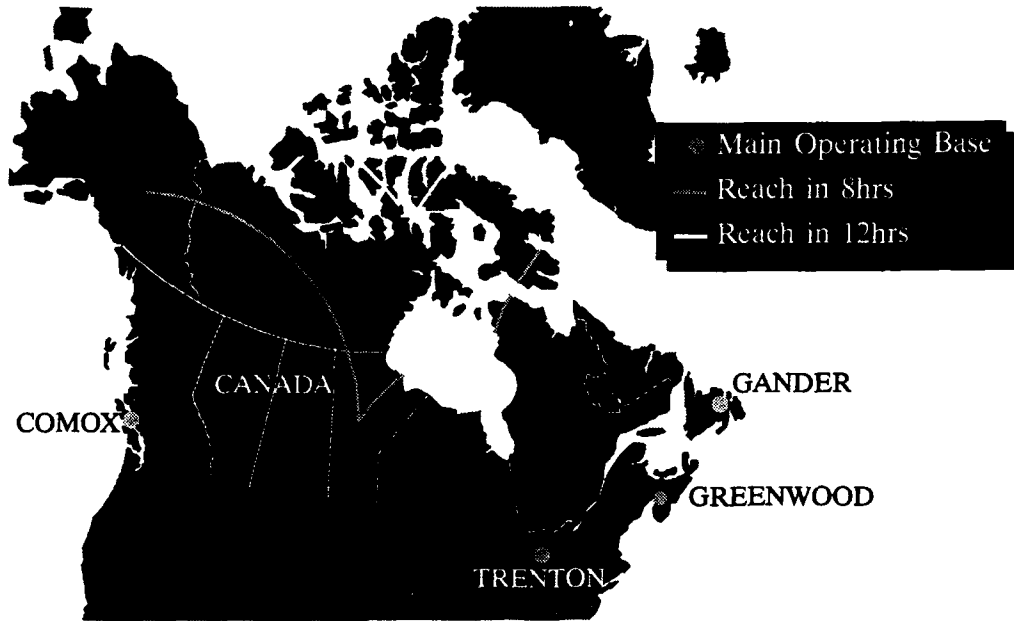 Main Operating Base
Reach in 8hrs
Reach in 12hrs
CANADA
GANDER
COMOX
GREENWOOD
TRENTON